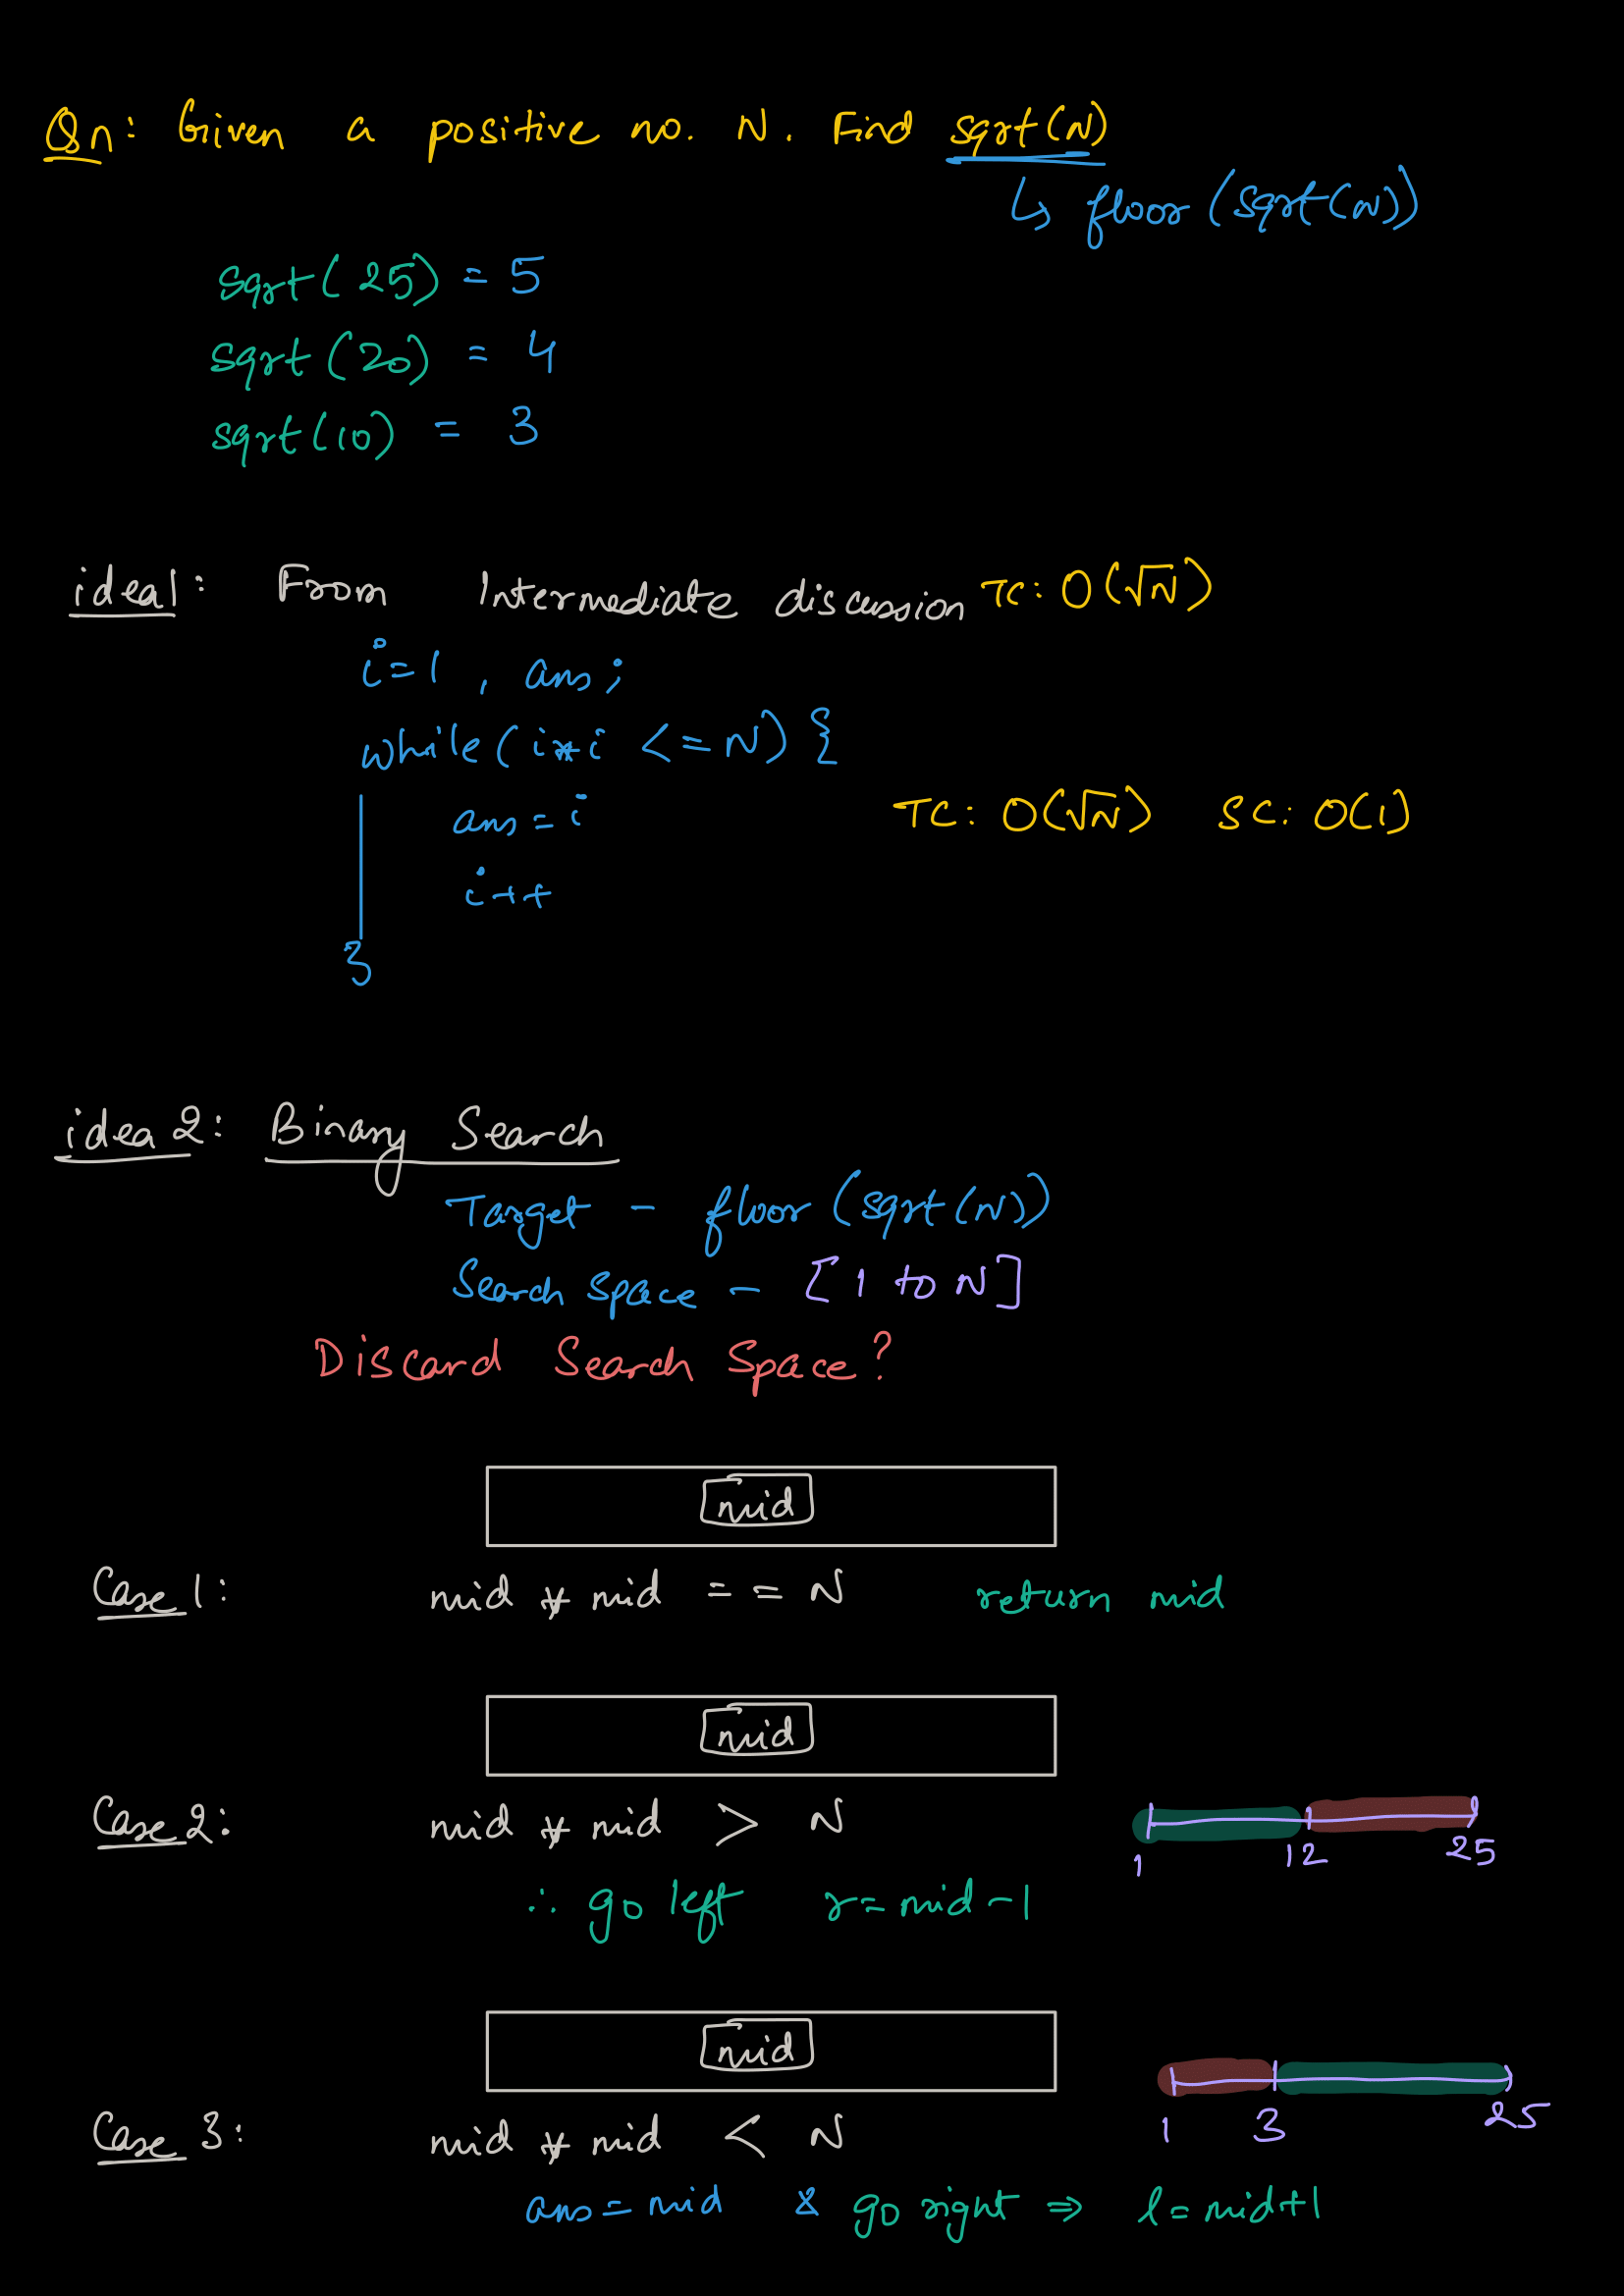 Qn: Given a positive no. N. Find sqrt(N)
↳ floor(sqrt(N))
sqrt(25) = 5
sqrt(20) = 4
sqrt(10) = 3
idea1: From Intermediate discussion TC: O(√N)
i=1, ans;
while(i*i <= N) {
ans = i
TC: O(√N) SC: O(1)
i++
}
idea 2: Binary Search
Target - floor(sqrt(N))
Search Space - [1 to N]
Discard Search Space?
mid
Case 1: mid * mid == N return mid
mid
Case 2: mid * mid > N
1 12 25
∴ go left r = mid - 1
mid
Case 3: mid * mid < N
1 3 25
ans = mid & go right ⇒ l = mid+1